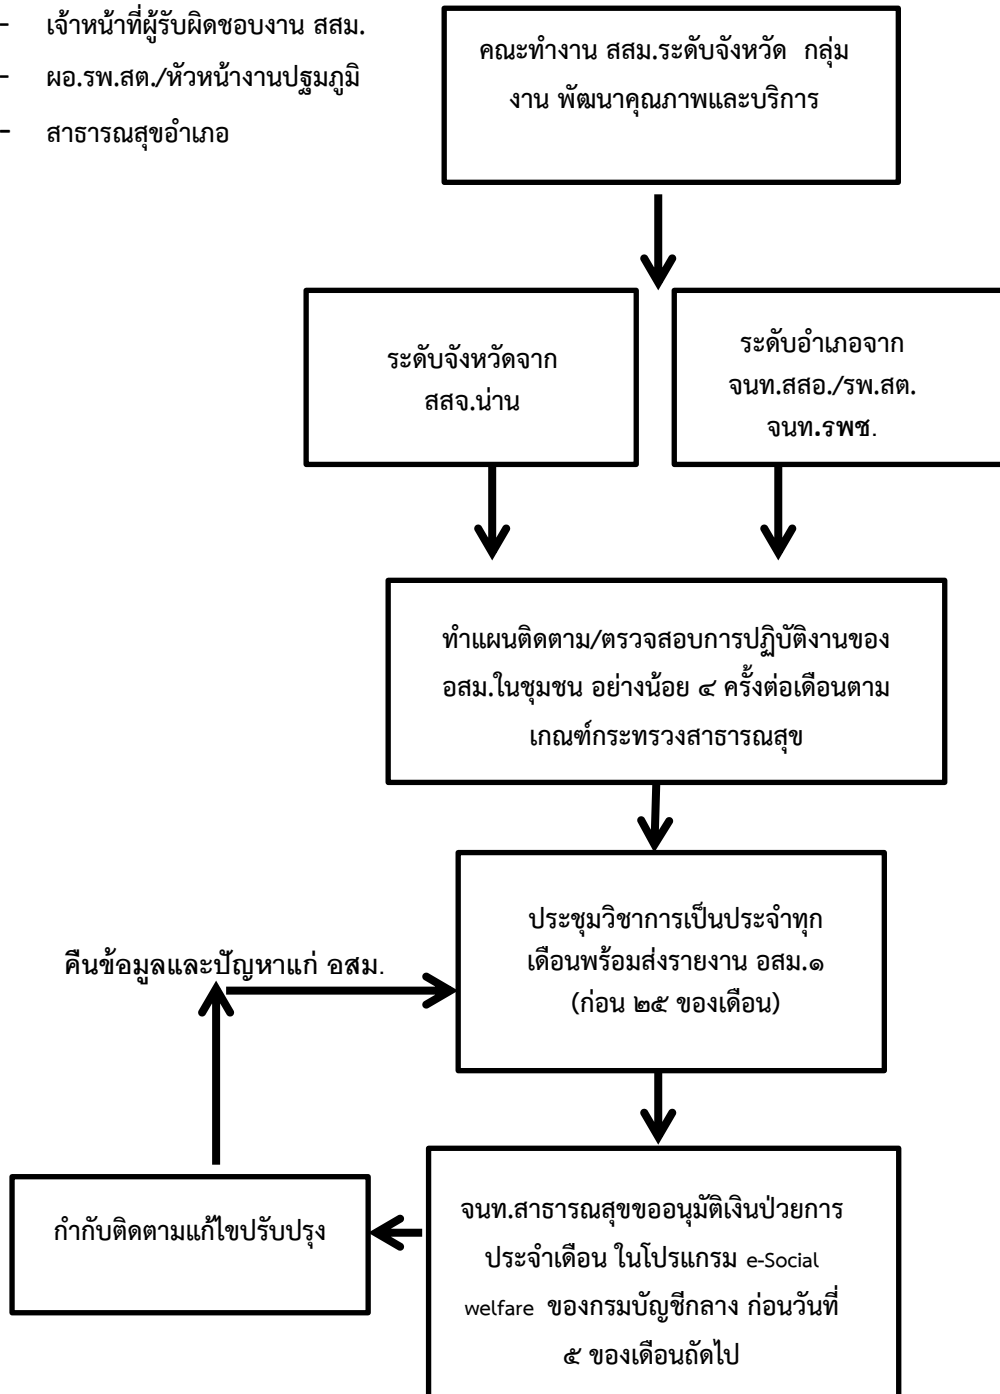 - เจ้าหน้าที่ผู้รับผิดชอบงาน สสม.
- ผอ.รพ.สต./หัวหน้างานปฐมภูมิ
- สาธารณสุขอำเภอ
คณะทำงาน สสม.ระดับจังหวัด กลุ่ม
งาน พัฒนาคุณภาพและบริการ
ระดับจังหวัดจาก
สสจ.น่าน
ระดับอำเภอจาก
จนท.สสอ./รพ.สต.
จนท.รพช.
ทำแผนติดตาม/ตรวจสอบการปฏิบัติงานของ
อสม.ในชุมชน อย่างน้อย ๔ ครั้งต่อเดือนตาม
เกณฑ์กระทรวงสาธารณสุข
ประชุมวิชาการเป็นประจำทุก
เดือนพร้อมส่งรายงาน อสม.๑
(ก่อน ๒๕ ของเดือน)
คืนข้อมูลและปัญหาแก่ อสม.
กำกับติดตามแก้ไขปรับปรุง
จนท.สาธารณสุขขออนุมัติเงินป่วยการ
ประจำเดือน ในโปรแกรม e-Social
welfare ของกรมบัญชีกลาง ก่อนวันที่
๕ ของเดือนถัดไป